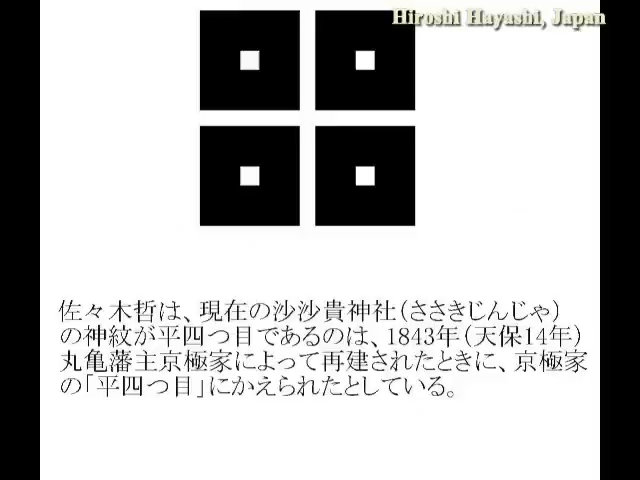 Hiroshi Hayashi, Japan
佐々木哲は、現在の沙沙貴神社（ささきじんじゃ）
の神紋が平四つ目であるのは、1843年（天保14年）
丸亀藩主京極家によって再建されたときに、京極家
の「平四つ目」にかえられたとしている。